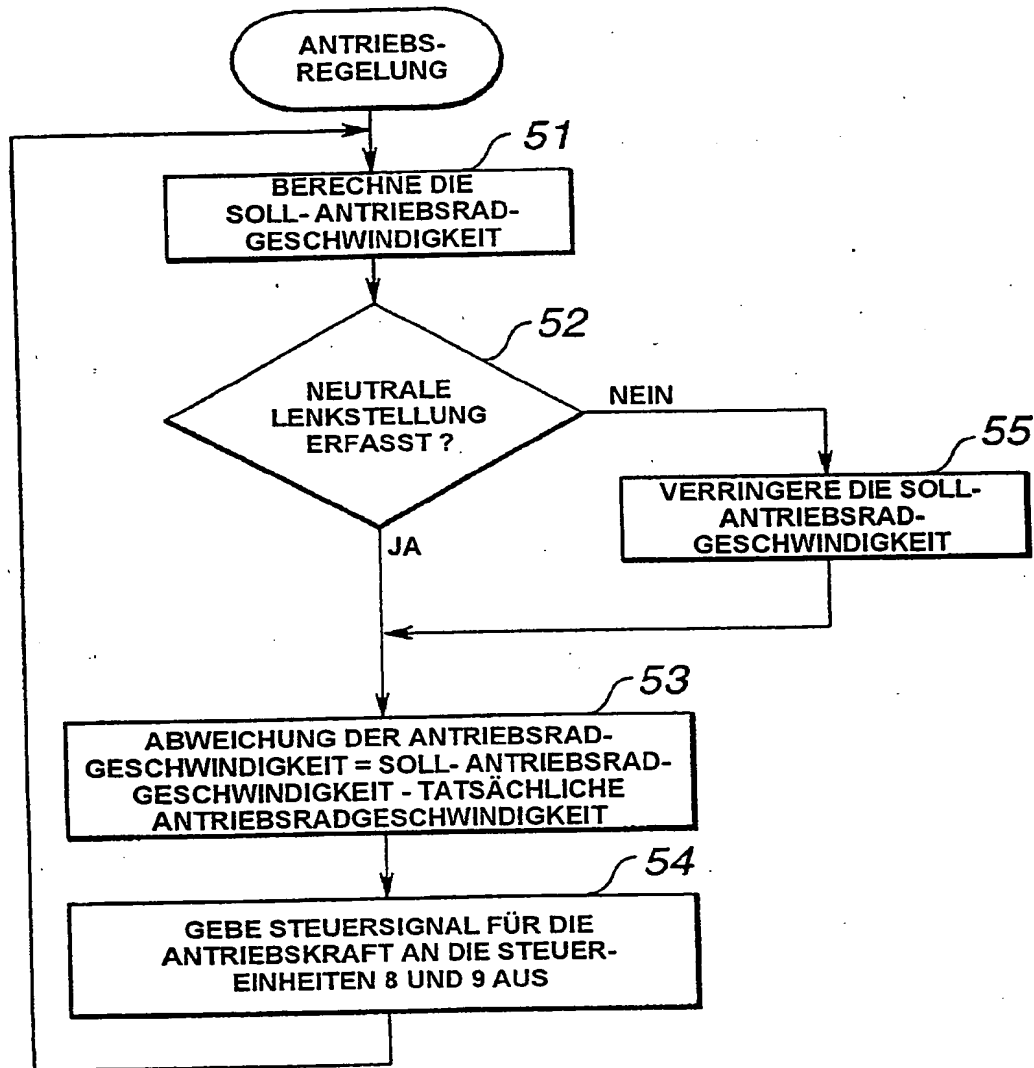 ANTRIEBS-
REGELUNG
51
BERECHNE DIE
SOLL- ANTRIEBSRAD-
GESCHWINDIGKEIT
52
NEUTRALE
LENKSTELLUNG
ERFASST ?
NEIN
55
VERRINGERE DIE SOLL-
ANTRIEBSRAD-
GESCHWINDIGKEIT
JA
53
ABWEICHUNG DER ANTRIEBSRAD-
GESCHWINDIGKEIT = SOLL- ANTRIEBSRAD-
GESCHWINDIGKEIT - TATSÄCHLICHE
ANTRIEBSRADGESCHWINDIGKEIT
54
GEBE STEUERSIGNAL FÜR DIE
ANTRIEBSKRAFT AN DIE STEUER-
EINHEITEN 8 UND 9 AUS